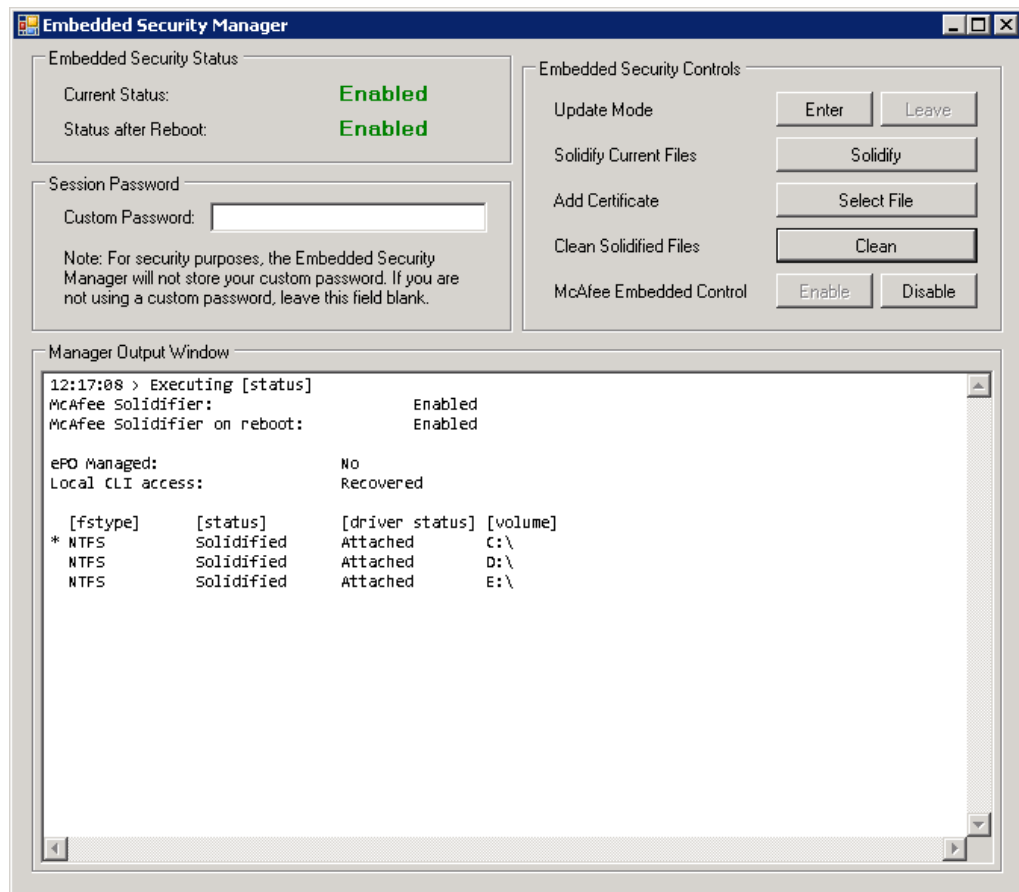 Embedded Security Manager
Embedded Security Status
Current Status: Enabled
Status after Reboot: Enabled
Session Password
Custom Password:
Note: For security purposes, the Embedded Security
Manager will not store your custom password. If you are
not using a custom password, leave this field blank.
Embedded Security Controls
Update Mode Enter Leave
Solidify Current Files Solidify
Add Certificate Select File
Clean Solidified Files Clean
McAfee Embedded Control Enable Disable
Manager Output Window
12:17:08 > Executing [status]
McAfee Solidifier: Enabled
McAfee Solidifier on reboot: Enabled
ePO Managed: No
Local CLI access: Recovered
[fstype] [status] [driver status] [volume]
* NTFS Solidified Attached C:\
NTFS Solidified Attached D:\
NTFS Solidified Attached E:\